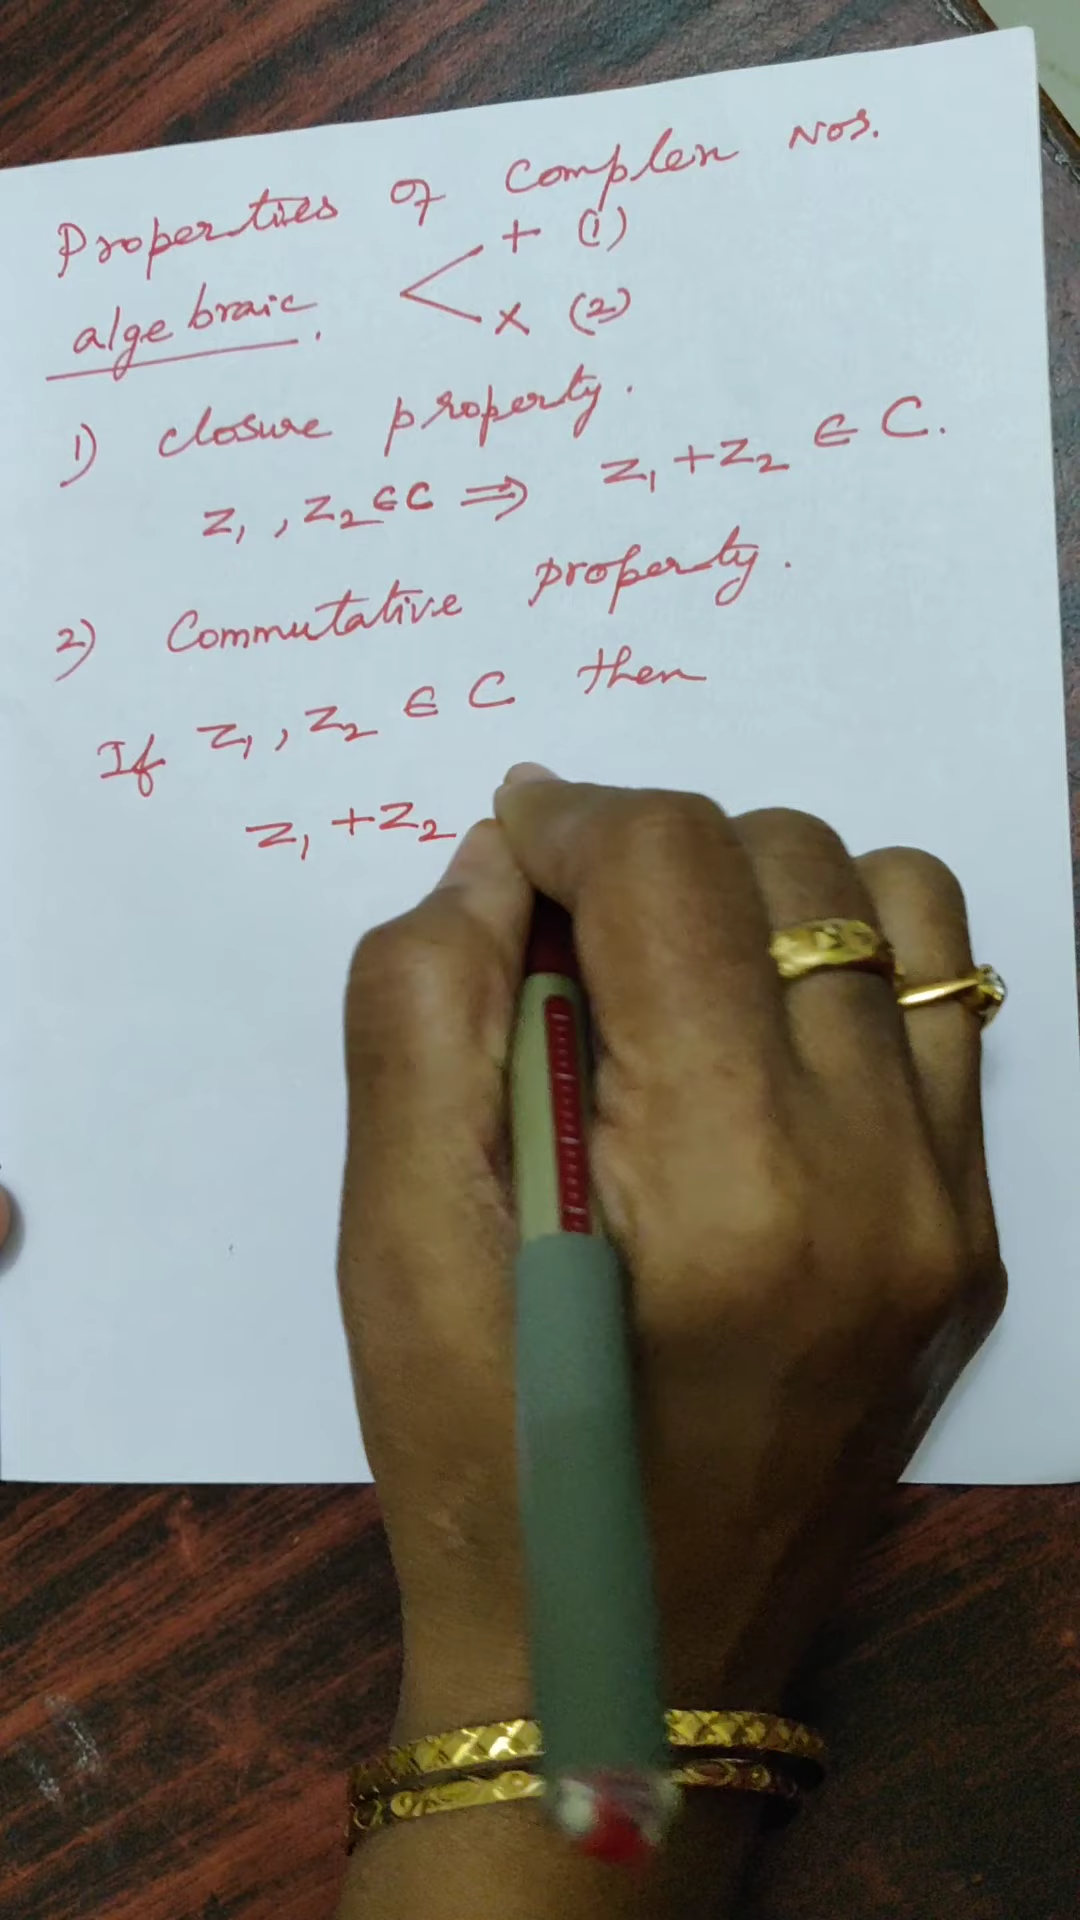 Properties of Complex Nos.
algebraic. < + (1)
× (2)
1) closure property.
z₁, z₂ ∈ C ⇒ z₁ + z₂ ∈ C.
2) Commutative property.
If z₁, z₂ ∈ C then
z₁ + z₂